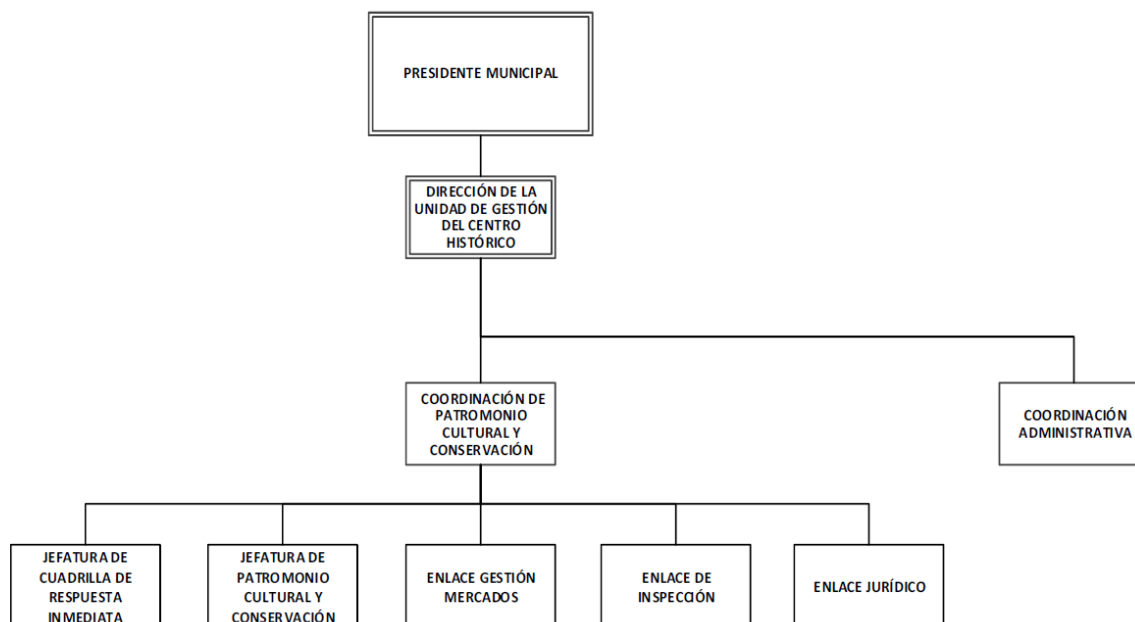 PRESIDENTE MUNICIPAL
DIRECCIÓN DE LA
UNIDAD DE GESTIÓN
DEL CENTRO
HISTÓRICO
COORDINACIÓN DE
PATROMONIO
CULTURAL Y
CONSERVACIÓN
COORDINACIÓN
ADMINISTRATIVA
JEFATURA DE
CUADRILLA DE
RESPUESTA
INMEDIATA
JEFATURA DE
PATROMONIO
CULTURAL Y
CONSERVACIÓN
ENLACE GESTIÓN
MERCADOS
ENLACE DE
INSPECCIÓN
ENLACE JURÍDICO